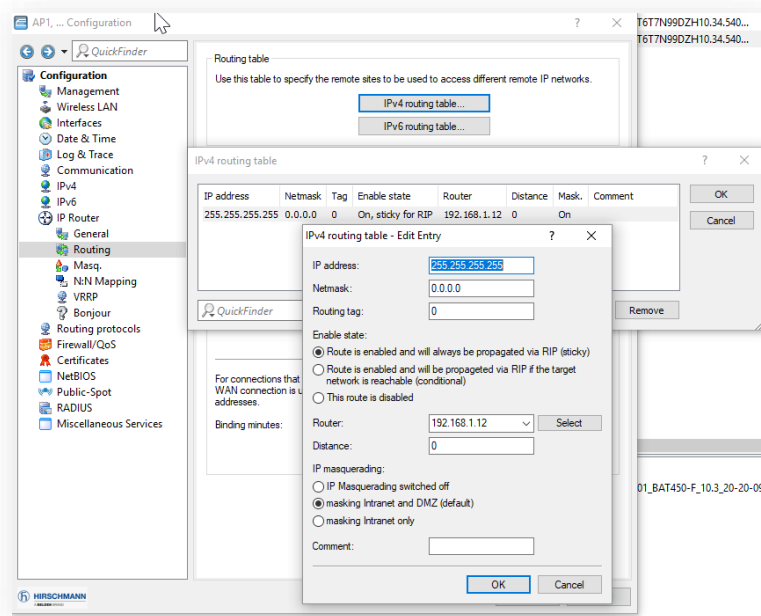 AP1, ... Configuration
?
T6T7N99DZH10.34.540...
T6T7N99DZH10.34.540...
QuickFinder
Configuration
Management
Wireless LAN
Interfaces
Date & Time
Log & Trace
Communication
IPv4
IPv6
IP Router
General
Routing
Masq.
N:N Mapping
VRRP
Bonjour
Routing protocols
Firewall/QoS
Certificates
NetBIOS
Public-Spot
RADIUS
Miscellaneous Services
HIRSCHMANN
Routing table
Use this table to specify the remote sites to be used to access different remote IP networks.
IPv4 routing table...
IPv6 routing table...
For connections that
WAN connection is u
addresses.
Binding minutes:
IPv4 routing table
?
IP address Netmask Tag Enable state Router Distance Mask. Comment
255.255.255.255 0.0.0.0 0 On, sticky for RIP 192.168.1.12 0 On
OK
Cancel
QuickFinder
Remove
IPv4 routing table - Edit Entry
?
IP address: 255.255.255.255
Netmask: 0.0.0.0
Routing tag: 0
Enable state:
Route is enabled and will always be propagated via RIP (sticky)
Route is enabled and will be propageted via RIP if the target
network is reachable (conditional)
This route is disabled
Router: 192.168.1.12 Select
Distance: 0
IP masquerading:
IP Masquerading switched off
masking Intranet and DMZ (default)
masking Intranet only
Comment:
OK Cancel
01_BAT450-F_10.3_20-20-09